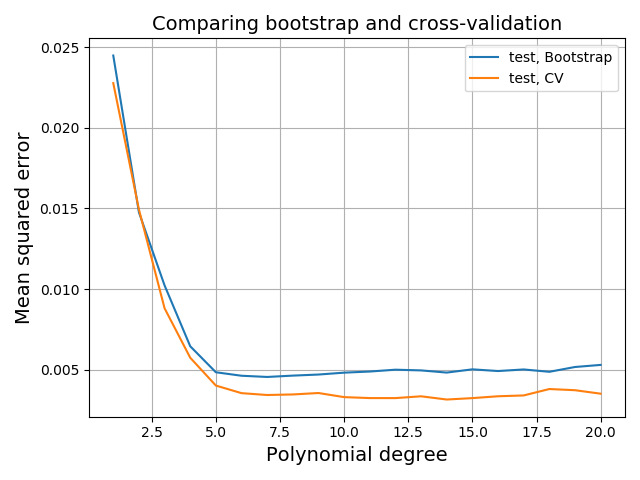 Comparing bootstrap and cross-validation
test, Bootstrap
test, CV
Mean squared error
0.025
0.020
0.015
0.010
0.005
2.5 5.0 7.5 10.0 12.5 15.0 17.5 20.0
Polynomial degree